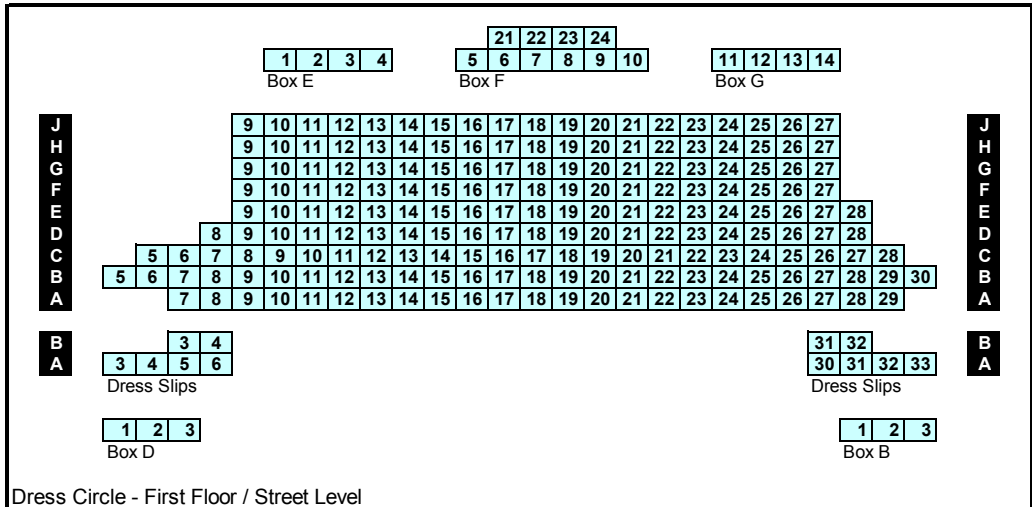 21 22 23 24
1 2 3 4 5 6 7 8 9 10 11 12 13 14
Box E Box F Box G
J 9 10 11 12 13 14 15 16 17 18 19 20 21 22 23 24 25 26 27 J
H 9 10 11 12 13 14 15 16 17 18 19 20 21 22 23 24 25 26 27 H
G 9 10 11 12 13 14 15 16 17 18 19 20 21 22 23 24 25 26 27 G
F 9 10 11 12 13 14 15 16 17 18 19 20 21 22 23 24 25 26 27 F
E 9 10 11 12 13 14 15 16 17 18 19 20 21 22 23 24 25 26 27 28 E
D 8 9 10 11 12 13 14 15 16 17 18 19 20 21 22 23 24 25 26 27 28 D
C 5 6 7 8 9 10 11 12 13 14 15 16 17 18 19 20 21 22 23 24 25 26 27 28 C
B 5 6 7 8 9 10 11 12 13 14 15 16 17 18 19 20 21 22 23 24 25 26 27 28 29 30 B
A 7 8 9 10 11 12 13 14 15 16 17 18 19 20 21 22 23 24 25 26 27 28 29 A
B 3 4 31 32 B
A 3 4 5 6 30 31 32 33 A
Dress Slips Dress Slips
1 2 3 1 2 3
Box D Box B
Dress Circle - First Floor / Street Level